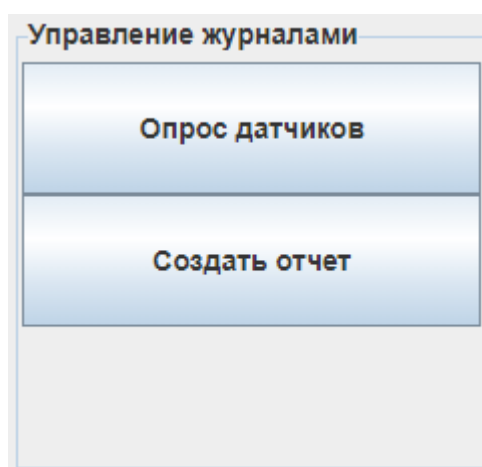 Управление журналами
Опрос датчиков
Создать отчет